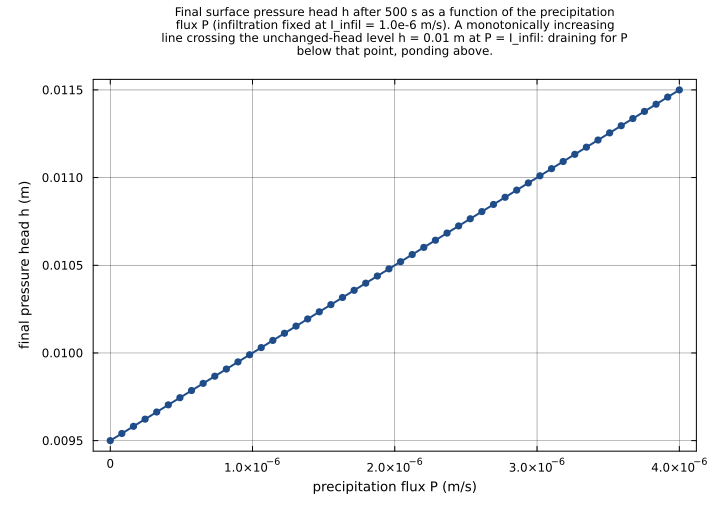 Final surface pressure head h after 500 s as a function of the precipitation
flux P (infiltration fixed at I_infil = 1.0e-6 m/s). A monotonically increasing
line crossing the unchanged-head level h = 0.01 m at P = I_infil: draining for P
below that point, ponding above.
0.0115
0.0110
0.0105
0.0100
0.0095
final pressure head h (m)
0 1.0×10⁻⁶ 2.0×10⁻⁶ 3.0×10⁻⁶ 4.0×10⁻⁶
precipitation flux P (m/s)